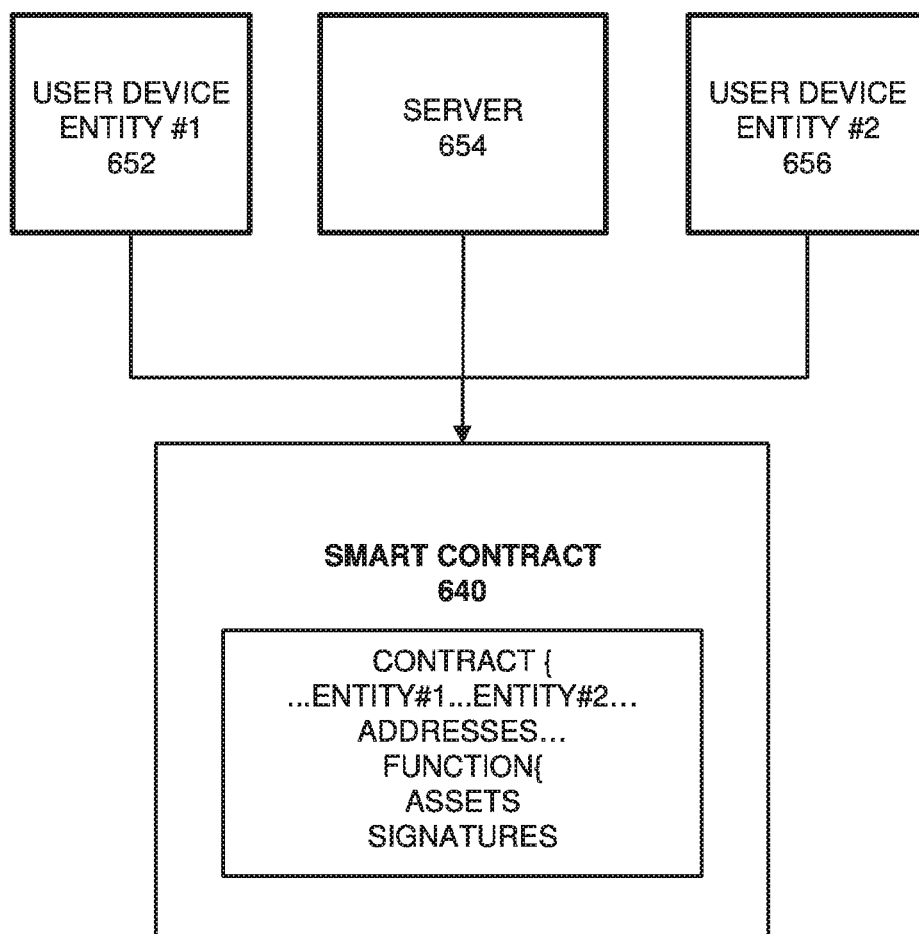 USER DEVICE
ENTITY #1
652
SERVER
654
USER DEVICE
ENTITY #2
656
SMART CONTRACT
640
CONTRACT {
...ENTITY#1...ENTITY#2...
ADDRESSES...
FUNCTION{
ASSETS
SIGNATURES